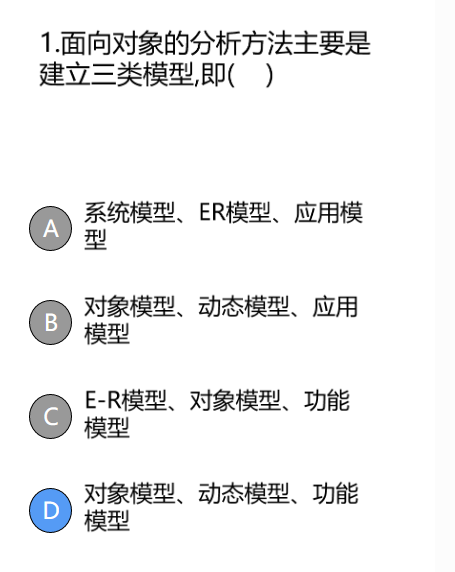 1.面向对象的分析方法主要是
建立三类模型,即(    )
A
系统模型、ER模型、应用模
型
B
对象模型、动态模型、应用
模型
C
E-R模型、对象模型、功能
模型
D
对象模型、动态模型、功能
模型